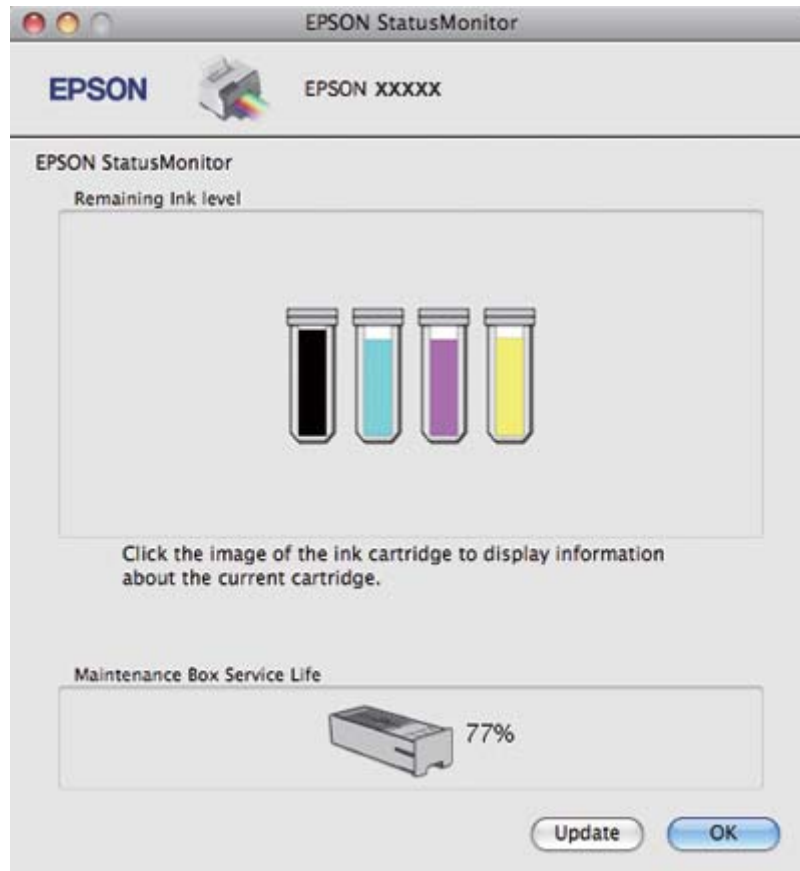 EPSON StatusMonitor
EPSON
EPSON XXXXX
EPSON StatusMonitor
Remaining Ink level
Click the image of the ink cartridge to display information
about the current cartridge.
Maintenance Box Service Life
77%
Update
OK